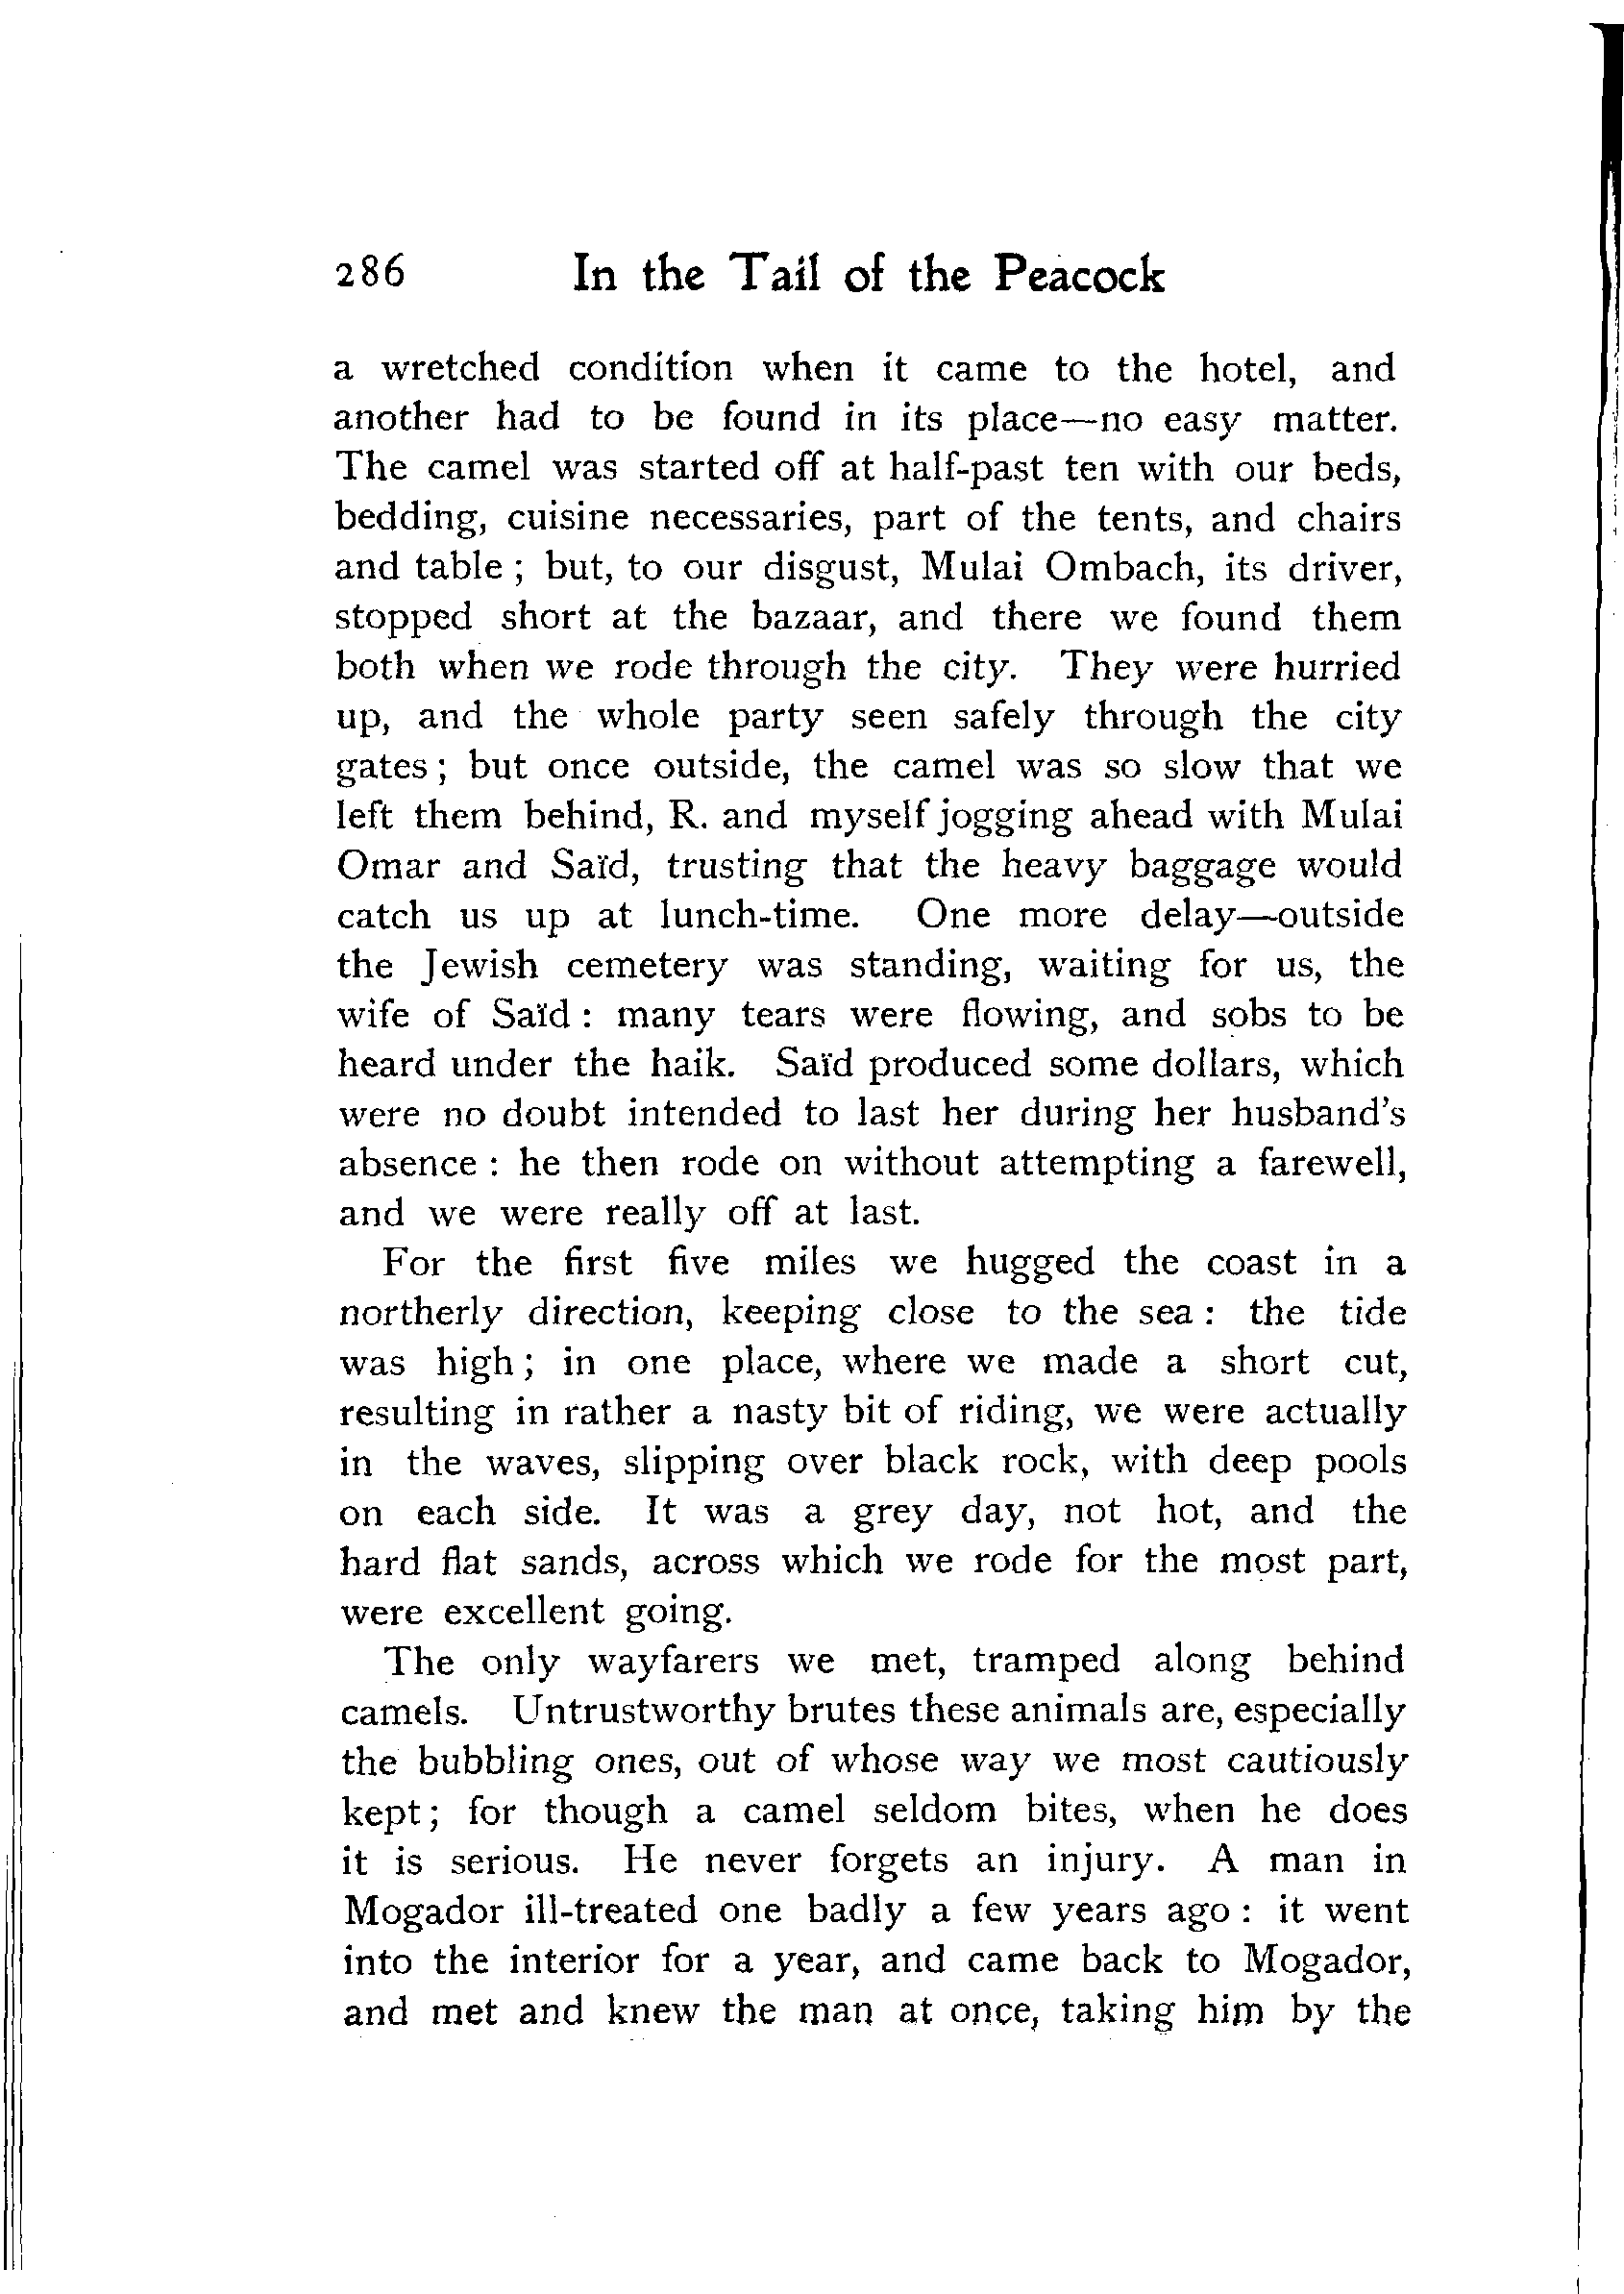 286 In the Tail of the Peacock
a wretched condition when it came to the hotel, and
another had to be found in its place—no easy matter.
The camel was started off at half-past ten with our beds,
bedding, cuisine necessaries, part of the tents, and chairs
and table ; but, to our disgust, Mulai Ombach, its driver,
stopped short at the bazaar, and there we found them
both when we rode through the city. They were hurried
up, and the whole party seen safely through the city
gates ; but once outside, the camel was so slow that we
left them behind, R. and myself jogging ahead with Mulai
Omar and Saïd, trusting that the heavy baggage would
catch us up at lunch-time. One more delay—outside
the Jewish cemetery was standing, waiting for us, the
wife of Saïd : many tears were flowing, and sobs to be
heard under the haik. Saïd produced some dollars, which
were no doubt intended to last her during her husband's
absence : he then rode on without attempting a farewell,
and we were really off at last.
For the first five miles we hugged the coast in a
northerly direction, keeping close to the sea : the tide
was high ; in one place, where we made a short cut,
resulting in rather a nasty bit of riding, we were actually
in the waves, slipping over black rock, with deep pools
on each side. It was a grey day, not hot, and the
hard flat sands, across which we rode for the most part,
were excellent going.
The only wayfarers we met, tramped along behind
camels. Untrustworthy brutes these animals are, especially
the bubbling ones, out of whose way we most cautiously
kept ; for though a camel seldom bites, when he does
it is serious. He never forgets an injury. A man in
Mogador ill-treated one badly a few years ago : it went
into the interior for a year, and came back to Mogador,
and met and knew the man at once, taking him by the